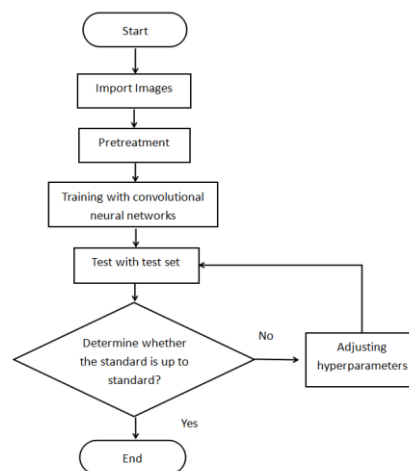 Start
Import Images
Pretreatment
Training with convolutional
neural networks
Test with test set
Determine whether
the standard is up to
standard?
No
Adjusting
hyperparameters
Yes
End